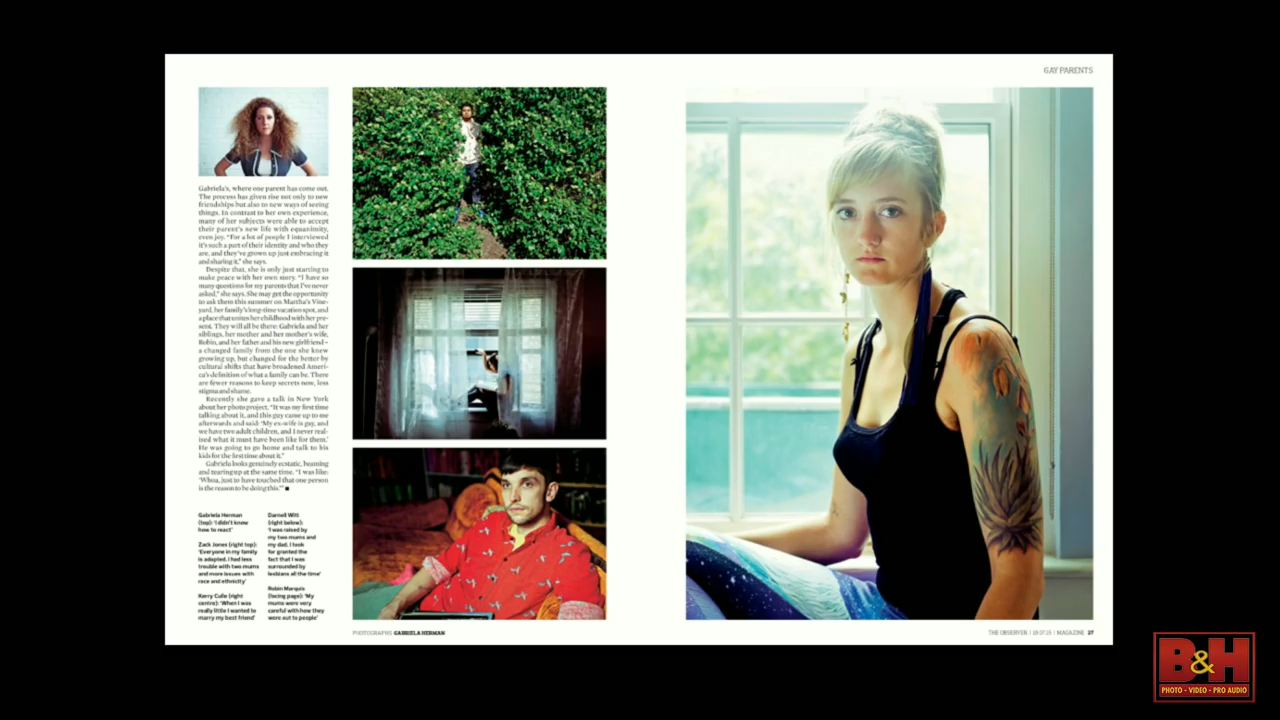 GAY PARENTS
Gabriela's, where one parent has come out.
The process has given rise not only to new
friendships but also to new ways of seeing
things. In contrast to her own experience,
many of her subjects were able to accept
their parent's new life with equanimity,
even joy. "For a lot of people I interviewed
it's such a part of their identity and who they
are, and they've grown up just embracing it
and sharing it," she says.
Despite that, she is only just starting to
make peace with her own story. "I have so
many questions for my parents that I've never
asked," she says. She may get the opportunity
to ask them this summer on Martha's Vine-
yard, her family's long-time vacation spot, and
a place that unites her childhood with her pre-
sent. They will all be there: Gabriela and her
siblings, her mother and her mother's wife,
Robin, and her father and his new girlfriend –
a changed family from the one she knew
growing up, but changed for the better by
cultural shifts that have broadened Ameri-
ca's definition of what a family can be. There
are fewer reasons to keep secrets now, less
stigma and shame.
Recently she gave a talk in New York
about her photo project. "It was my first time
talking about it, and this guy came up to me
afterwards and said: 'My ex-wife is gay, and
we have two adult children, and I never real-
ised what it must have been like for them.'
He was going to go home and talk to his
kids for the first time about it."
Gabriela looks genuinely ecstatic, beaming
and tearing up at the same time. "I was like:
'Whoa, just to have touched that one person
is the reason to be doing this.'" ■
Gabriela Herman
(top): 'I didn't know
how to react'
Zack Jones (right top):
'Everyone in my family
is adopted. I had less
trouble with two mums
and more issues with
race and ethnicity'
Kerry Cullo (right
centre): 'When I was
really little I wanted to
marry my best friend'
Darnell Witt
(right below):
'I was raised by
my two mums and
my dad. I took
for granted the
fact that I was
surrounded by
lesbians all the time'
Robin Marquis
(facing page): 'My
mums were very
careful with how they
were out to people'
PHOTOGRAPHS GABRIELA HERMAN
THE OBSERVER | 19.07.15 | MAGAZINE 27
B&H
PHOTO - VIDEO - PRO AUDIO